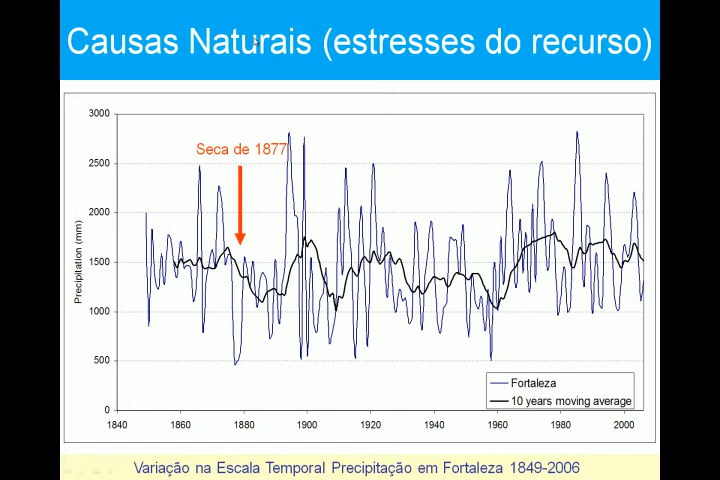 Causas Naturais (estresses do recurso)
3000
2500
2000
1500
1000
500
0
Precipitation (mm)
Seca de 1877
Fortaleza
10 years moving average
1840 1860 1880 1900 1920 1940 1960 1980 2000
Variação na Escala Temporal Precipitação em Fortaleza 1849-2006